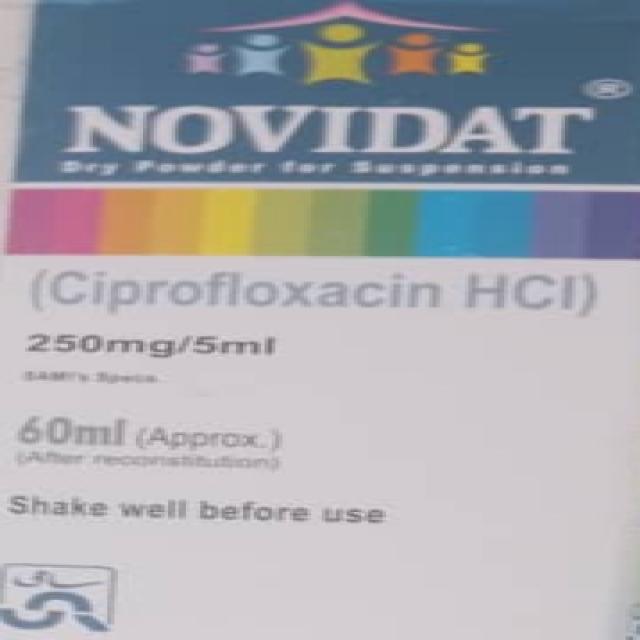 NOVIDAT ®
Dry Powder for Suspension
(Ciprofloxacin HCl)
250mg/5ml
SAMI's Specs.
60ml (Approx.)
(After reconstitution)
Shake well before use